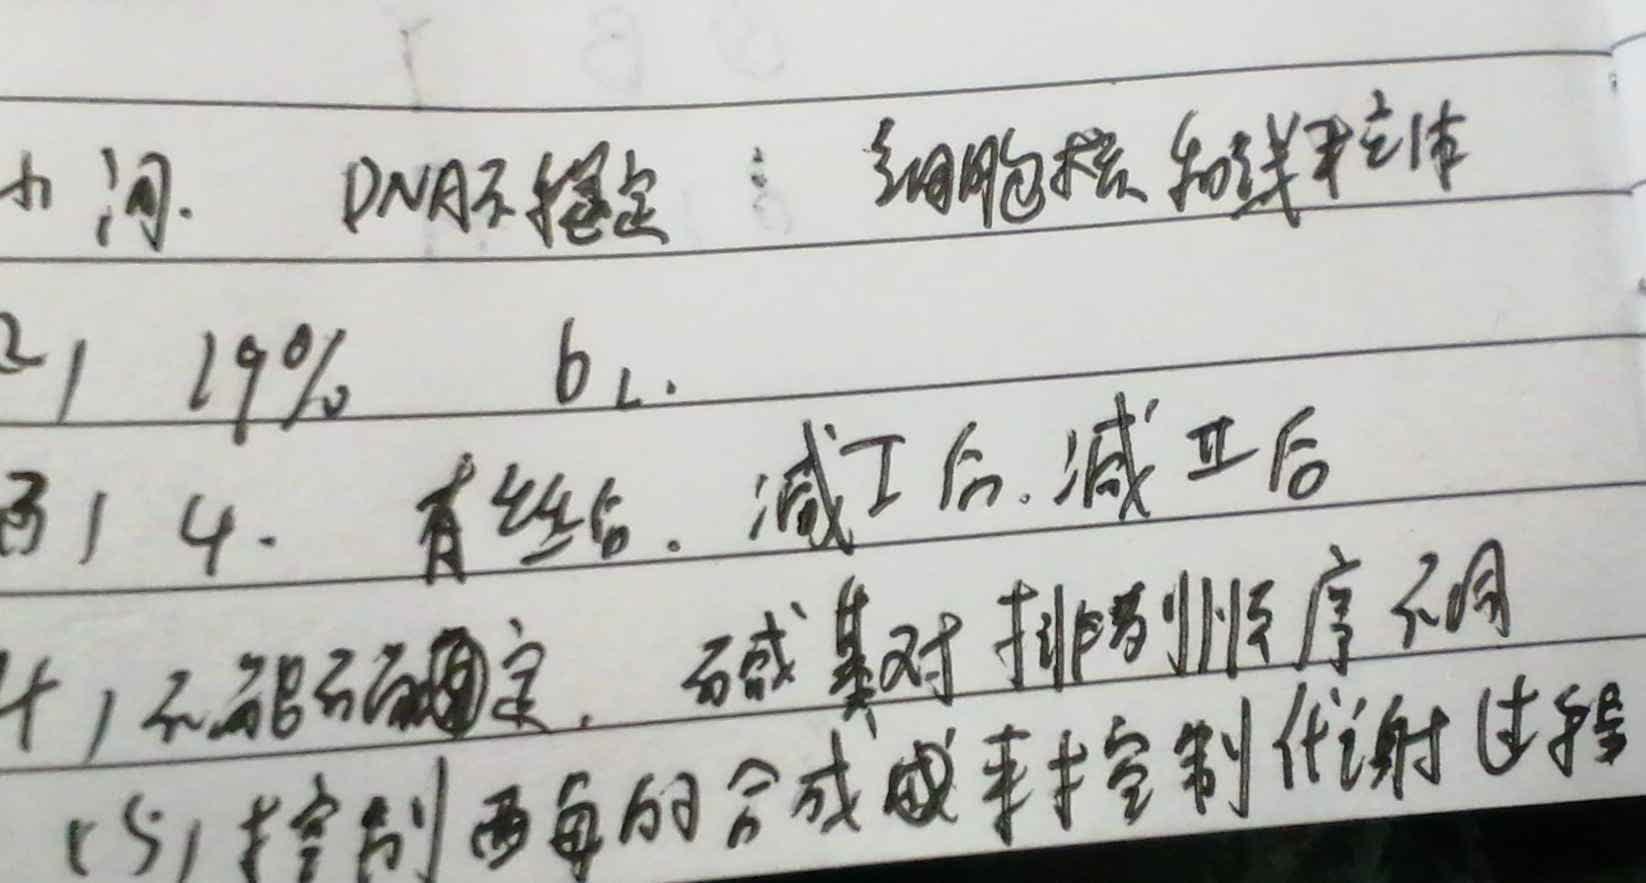 间. DNA不稳定 细胞核和线粒体
2) 19% b L.
3) 4. 有丝后. 减I后. 减II后
4) 不能确定. 碱基对排列顺序不同
(5) 控制酶的合成来控制代谢过程